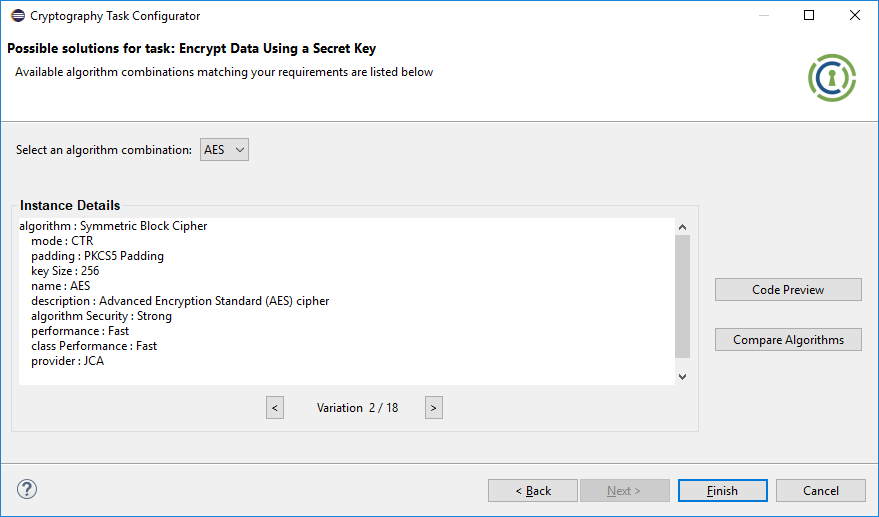 Cryptography Task Configurator
Possible solutions for task: Encrypt Data Using a Secret Key
Available algorithm combinations matching your requirements are listed below
Select an algorithm combination: AES
Instance Details
algorithm : Symmetric Block Cipher
mode : CTR
padding : PKCS5 Padding
key Size : 256
name : AES
description : Advanced Encryption Standard (AES) cipher
algorithm Security : Strong
performance : Fast
class Performance : Fast
provider : JCA
Code Preview
Compare Algorithms
< Variation 2 / 18 >
? < Back Next > Finish Cancel